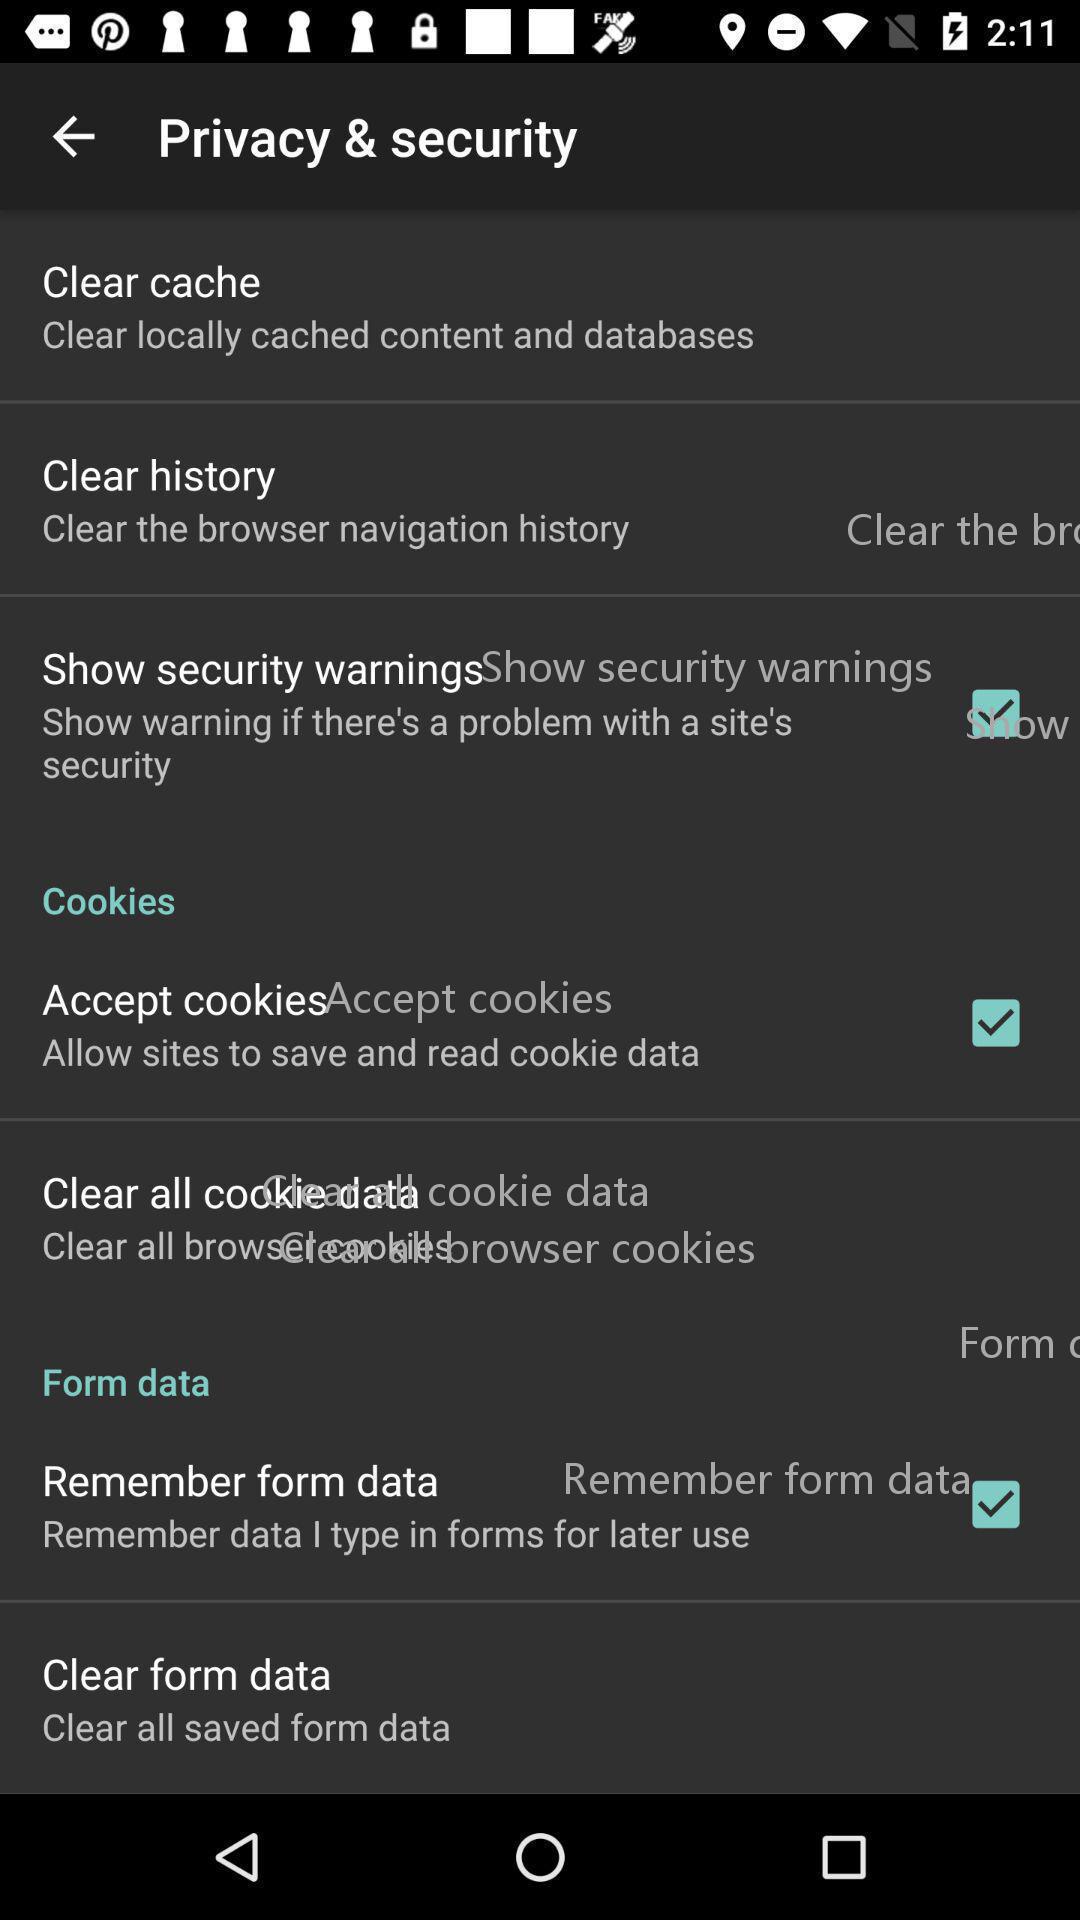 FAKE
2:11
Privacy & security
Clear cache
Clear locally cached content and databases
Clear history
Clear the browser navigation history
Clear the bro
Show security warnings
Show security warnings
Show warning if there's a problem with a site's
Show
security
Cookies
Accept cookies
Accept cookies
Allow sites to save and read cookie data
Clear all cookie data
Clear all cookie data
Clear all browser cookies
Clear all browser cookies
Form
Form data
Remember form data
Remember form data
Remember data I type in forms for later use
Clear form data
Clear all saved form data